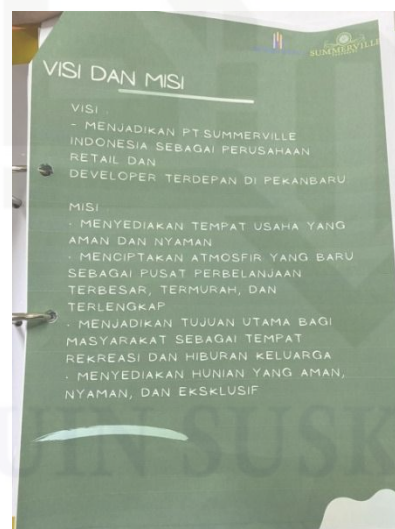 SUMMERVILLE
VISI DAN MISI
VISI :
- MENJADIKAN PT SUMMERVILLE
INDONESIA SEBAGAI PERUSAHAAN
RETAIL DAN
DEVELOPER TERDEPAN DI PEKANBARU
MISI
· MENYEDIAKAN TEMPAT USAHA YANG
AMAN DAN NYAMAN
· MENCIPTAKAN ATMOSFIR YANG BARU
SEBAGAI PUSAT PERBELANJAAN
TERBESAR, TERMURAH, DAN
TERLENGKAP
· MENJADIKAN TUJUAN UTAMA BAGI
MASYARAKAT SEBAGAI TEMPAT
REKREASI DAN HIBURAN KELUARGA
· MENYEDIAKAN HUNIAN YANG AMAN,
NYAMAN, DAN EKSKLUSIF
UIN SUSK